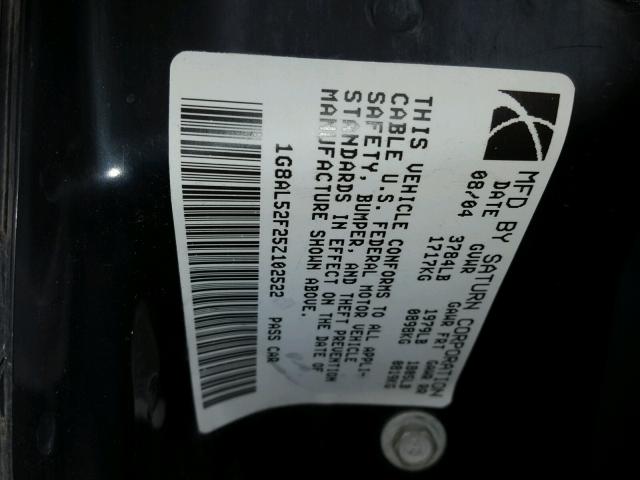 MFD BY SATURN CORPORATION
DATE GVWR GAWR FRT GAWR RR
08/04 3784LB 1979LB 1805LB
1717KG 0898KG 0819KG
THIS VEHICLE CONFORMS TO ALL APPLI-
CABLE U.S. FEDERAL MOTOR VEHICLE
SAFETY, BUMPER, AND THEFT PREVENTION
STANDARDS IN EFFECT ON THE DATE OF
MANUFACTURE SHOWN ABOVE.
1G8AL52F25Z102522 PASS CAR